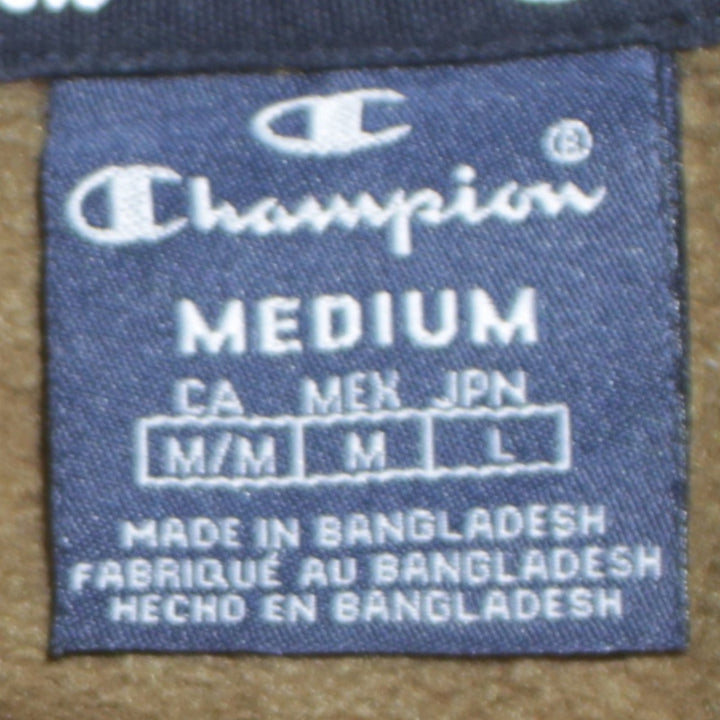 Champion®
MEDIUM
CA MEX JPN
M/M M L
MADE IN BANGLADESH
FABRIQUÉ AU BANGLADESH
HECHO EN BANGLADESH